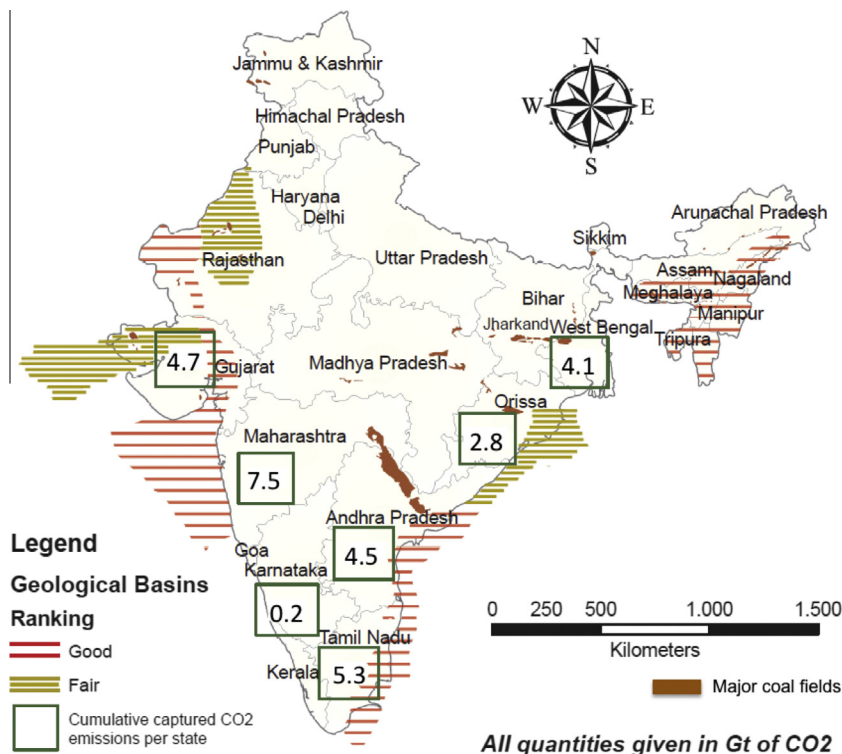 N
W E
S
Jammu & Kashmir
Himachal Pradesh
Punjab
Haryana
Delhi
Arunachal Pradesh
Sikkim
Rajasthan
Uttar Pradesh
Assam
Nagaland
Meghalaya
Bihar
Manipur
Jharkand
West Bengal
Tripura
4.7
Gujarat
Madhya Pradesh
4.1
Orissa
2.8
Maharashtra
7.5
Andhra Pradesh
4.5
Goa
Karnataka
0.2
Tamil Nadu
Kerala
5.3
Legend
Geological Basins
Ranking
Good
Fair
Cumulative captured CO2
emissions per state
0 250 500 1.000 1.500
Kilometers
Major coal fields
All quantities given in Gt of CO2